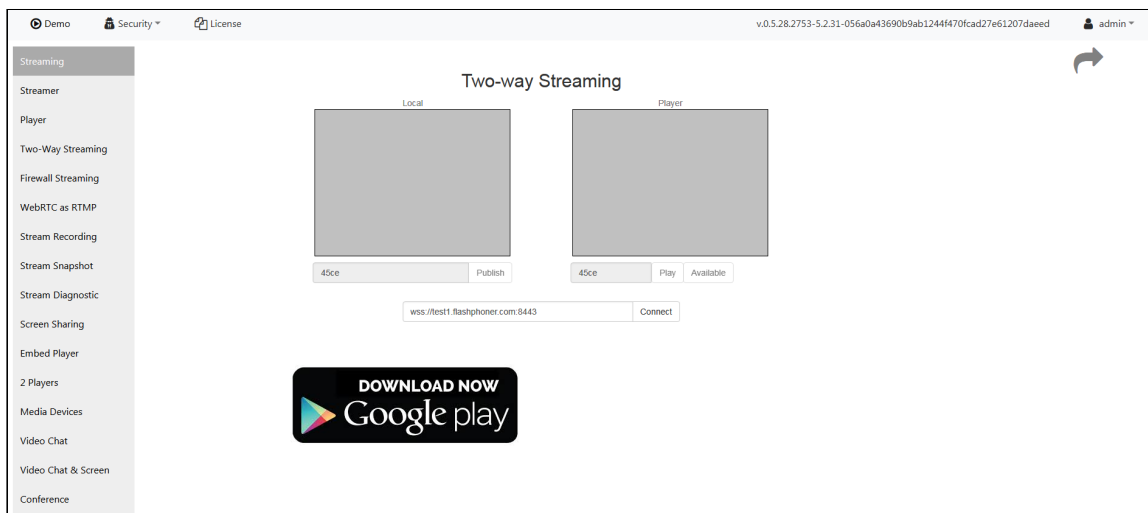 Demo Security License v.0.5.28.2753-5.2.31-056a0a43690b9ab1244f470fcad27e61207daeed admin
Streaming
Streamer
Player
Two-Way Streaming
Firewall Streaming
WebRTC as RTMP
Stream Recording
Stream Snapshot
Stream Diagnostic
Screen Sharing
Embed Player
2 Players
Media Devices
Video Chat
Video Chat & Screen
Conference
Two-way Streaming
Local Player
45ce Publish 45ce Play Available
wss://test1.flashphoner.com:8443 Connect
DOWNLOAD NOW
Google play